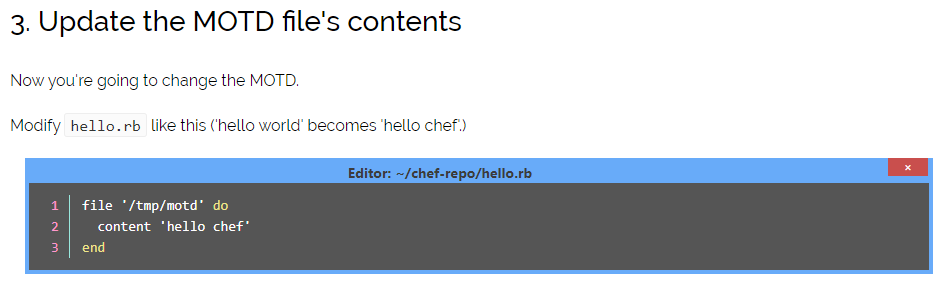 3. Update the MOTD file's contents
Now you're going to change the MOTD.
Modify hello.rb like this ('hello world' becomes 'hello chef'.)
Editor: ~/chef-repo/hello.rb
×
1 file '/tmp/motd' do
2   content 'hello chef'
3 end